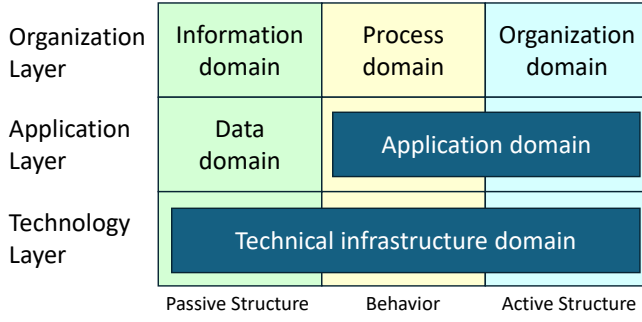 Organization
Layer
Information
domain
Process
domain
Organization
domain
Application
Layer
Data
domain
Application domain
Technology
Layer
Technical infrastructure domain
Passive Structure
Behavior
Active Structure